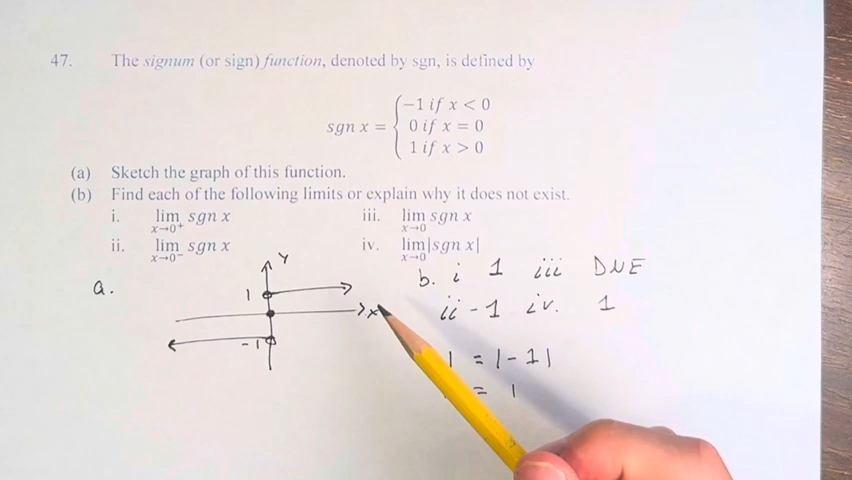 47. The signum (or sign) function, denoted by sgn, is defined by
sgn x = { -1 if x < 0
0 if x = 0
1 if x > 0
(a) Sketch the graph of this function.
(b) Find each of the following limits or explain why it does not exist.
i. lim x→0⁺ sgn x iii. lim x→0 sgn x
ii. lim x→0⁻ sgn x iv. lim x→0 |sgn x|
a. y
1
x
-1
b. i 1 iii DNE
ii -1 iv. 1
1 = |-1|
= 1